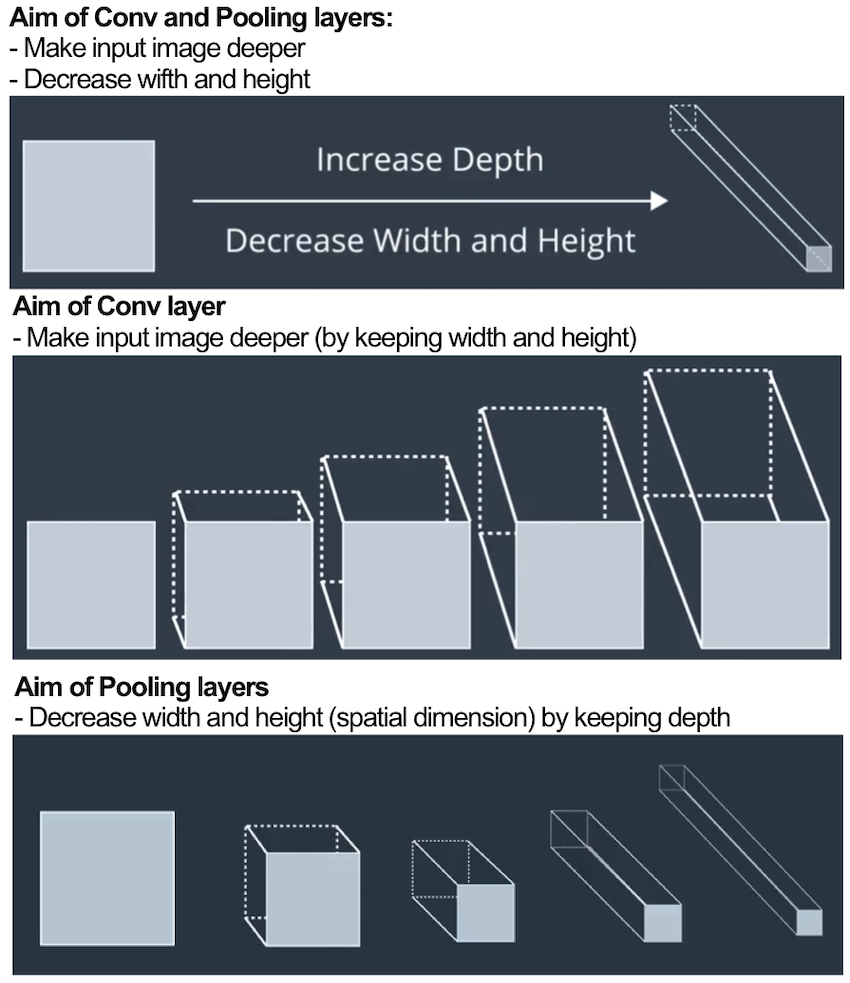 Aim of Conv and Pooling layers:
- Make input image deeper
- Decrease wifth and height
Increase Depth
Decrease Width and Height
Aim of Conv layer
- Make input image deeper (by keeping width and height)
Aim of Pooling layers
- Decrease width and height (spatial dimension) by keeping depth